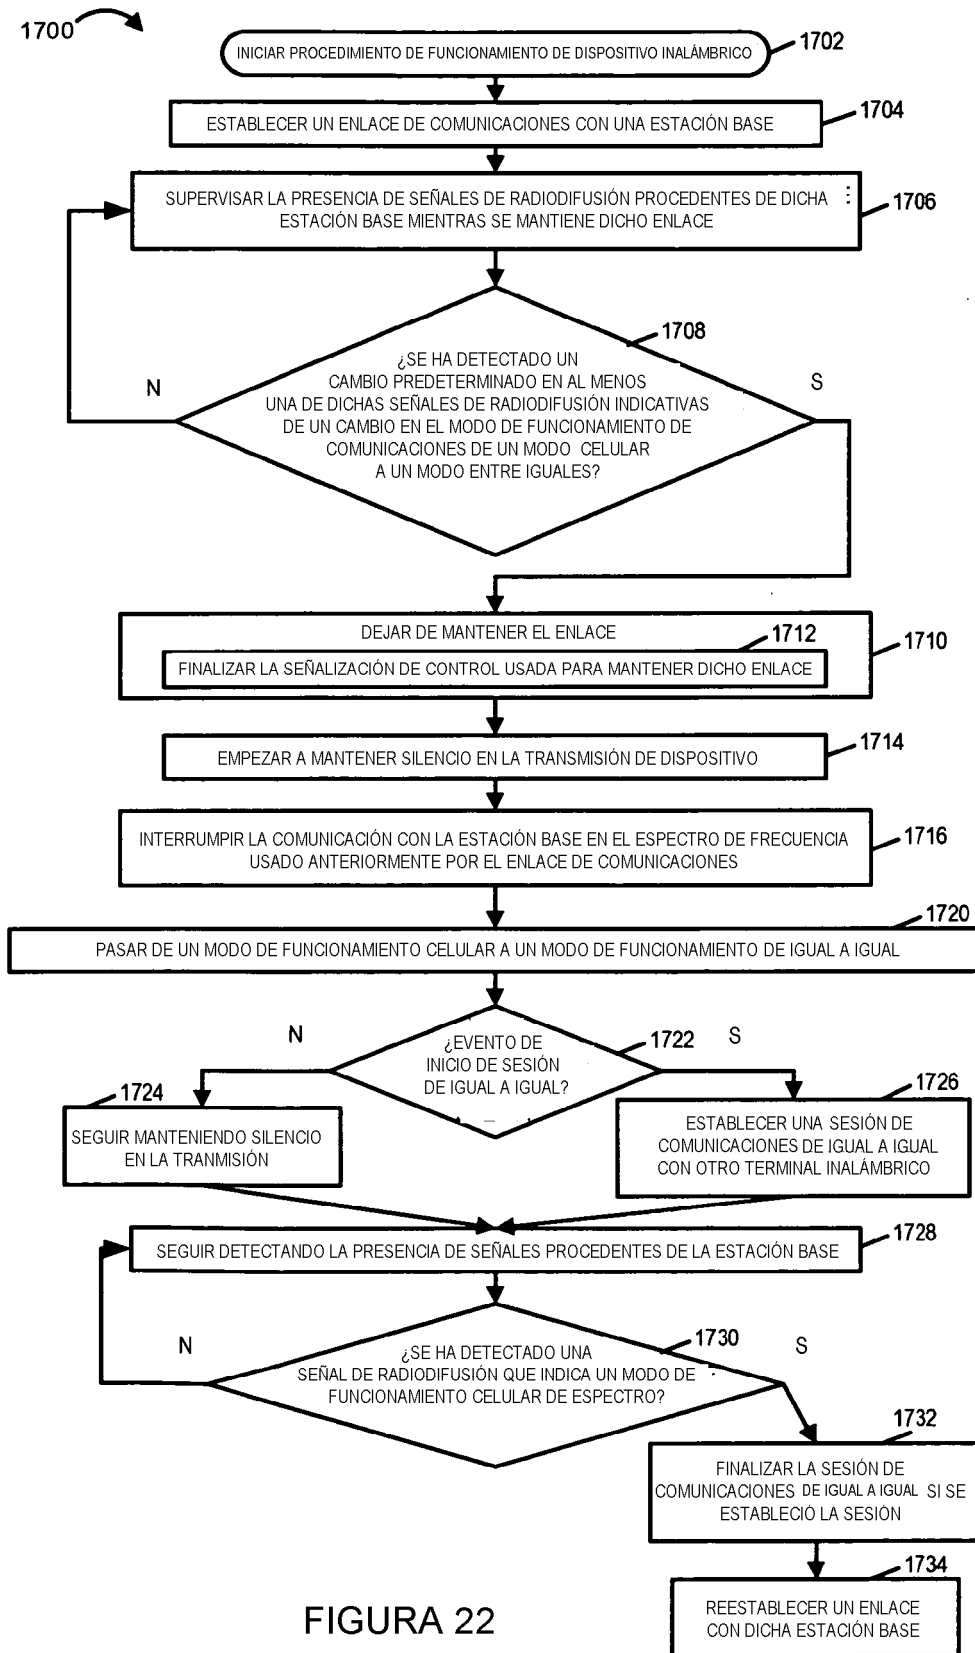 1700
INICIAR PROCEDIMIENTO DE FUNCIONAMIENTO DE DISPOSITIVO INALÁMBRICO
1702
ESTABLECER UN ENLACE DE COMUNICACIONES CON UNA ESTACIÓN BASE
1704
SUPERVISAR LA PRESENCIA DE SEÑALES DE RADIODIFUSIÓN PROCEDENTES DE DICHA
ESTACIÓN BASE MIENTRAS SE MANTIENE DICHO ENLACE
1706
1708
¿SE HA DETECTADO UN
CAMBIO PREDETERMINADO EN AL MENOS
UNA DE DICHAS SEÑALES DE RADIODIFUSIÓN INDICATIVAS
DE UN CAMBIO EN EL MODO DE FUNCIONAMIENTO DE
COMUNICACIONES DE UN MODO CELULAR
A UN MODO ENTRE IGUALES?
N
S
DEJAR DE MANTENER EL ENLACE
1710
1712
FINALIZAR LA SEÑALIZACIÓN DE CONTROL USADA PARA MANTENER DICHO ENLACE
EMPEZAR A MANTENER SILENCIO EN LA TRANSMISIÓN DE DISPOSITIVO
1714
INTERRUMPIR LA COMUNICACIÓN CON LA ESTACIÓN BASE EN EL ESPECTRO DE FRECUENCIA
USADO ANTERIORMENTE POR EL ENLACE DE COMUNICACIONES
1716
1720
PASAR DE UN MODO DE FUNCIONAMIENTO CELULAR A UN MODO DE FUNCIONAMIENTO DE IGUAL A IGUAL
N
¿EVENTO DE
INICIO DE SESIÓN
DE IGUAL A IGUAL?
1722
S
1724
SEGUIR MANTENIENDO SILENCIO
EN LA TRANMISIÓN
1726
ESTABLECER UNA SESIÓN DE
COMUNICACIONES DE IGUAL A IGUAL
CON OTRO TERMINAL INALÁMBRICO
SEGUIR DETECTANDO LA PRESENCIA DE SEÑALES PROCEDENTES DE LA ESTACIÓN BASE
1728
N
1730
S
¿SE HA DETECTADO UNA
SEÑAL DE RADIODIFUSIÓN QUE INDICA UN MODO DE
FUNCIONAMIENTO CELULAR DE ESPECTRO?
1732
FINALIZAR LA SESIÓN DE
COMUNICACIONES DE IGUAL A IGUAL SI SE
ESTABLECIÓ LA SESIÓN
1734
REESTABLECER UN ENLACE
CON DICHA ESTACIÓN BASE
FIGURA 22